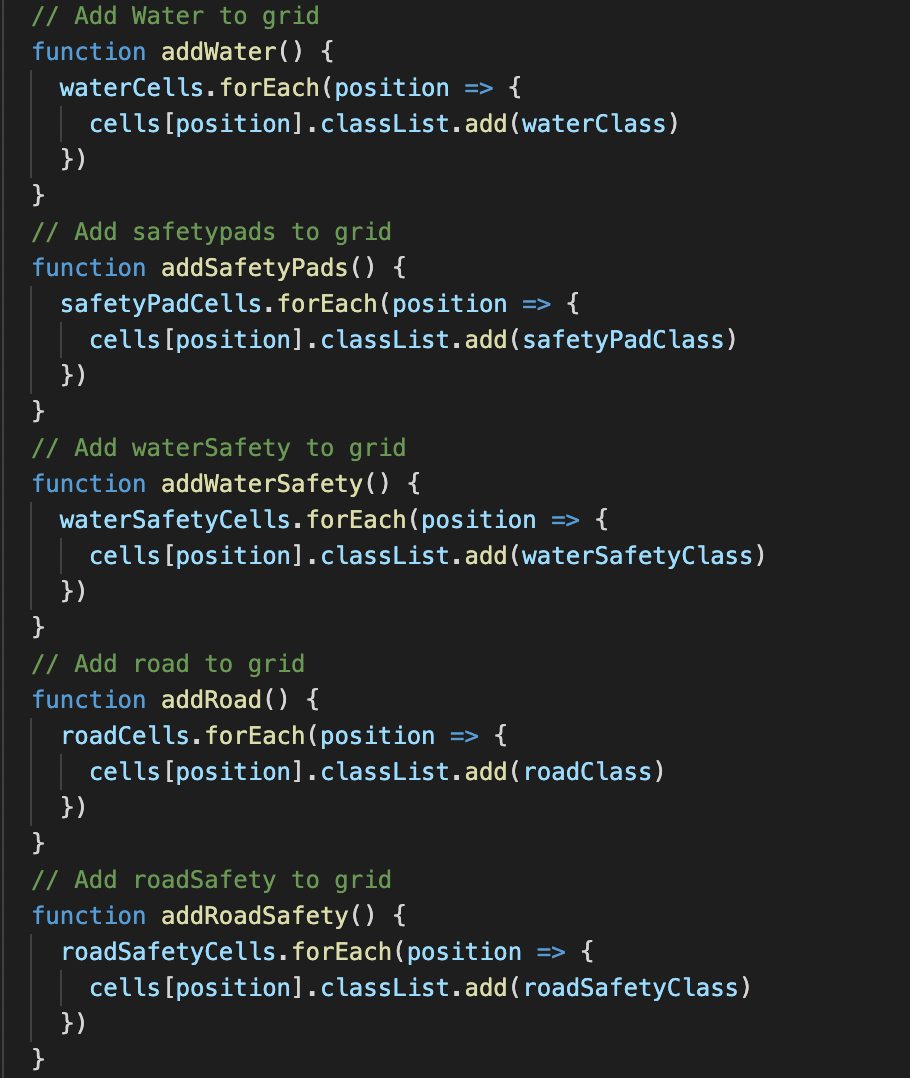 // Add Water to grid
function addWater() {
  waterCells.forEach(position => {
    cells[position].classList.add(waterClass)
  })
}
// Add safetypads to grid
function addSafetyPads() {
  safetyPadCells.forEach(position => {
    cells[position].classList.add(safetyPadClass)
  })
}
// Add waterSafety to grid
function addWaterSafety() {
  waterSafetyCells.forEach(position => {
    cells[position].classList.add(waterSafetyClass)
  })
}
// Add road to grid
function addRoad() {
  roadCells.forEach(position => {
    cells[position].classList.add(roadClass)
  })
}
// Add roadSafety to grid
function addRoadSafety() {
  roadSafetyCells.forEach(position => {
    cells[position].classList.add(roadSafetyClass)
  })
}